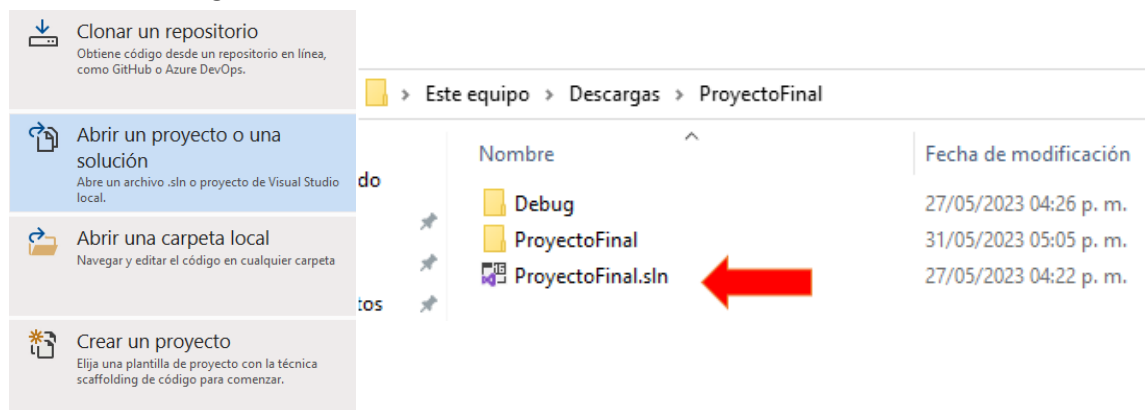 Clonar un repositorio
Obtiene código desde un repositorio en línea,
como GitHub o Azure DevOps.
Abrir un proyecto o una
solución
Abre un archivo .sln o proyecto de Visual Studio
local.
Abrir una carpeta local
Navegar y editar el código en cualquier carpeta
Crear un proyecto
Elija una plantilla de proyecto con la técnica
scaffolding de código para comenzar.
> Este equipo > Descargas > ProyectoFinal
Nombre Fecha de modificación
do
Debug 27/05/2023 04:26 p. m.
ProyectoFinal 31/05/2023 05:05 p. m.
ProyectoFinal.sln 27/05/2023 04:22 p. m.
tos